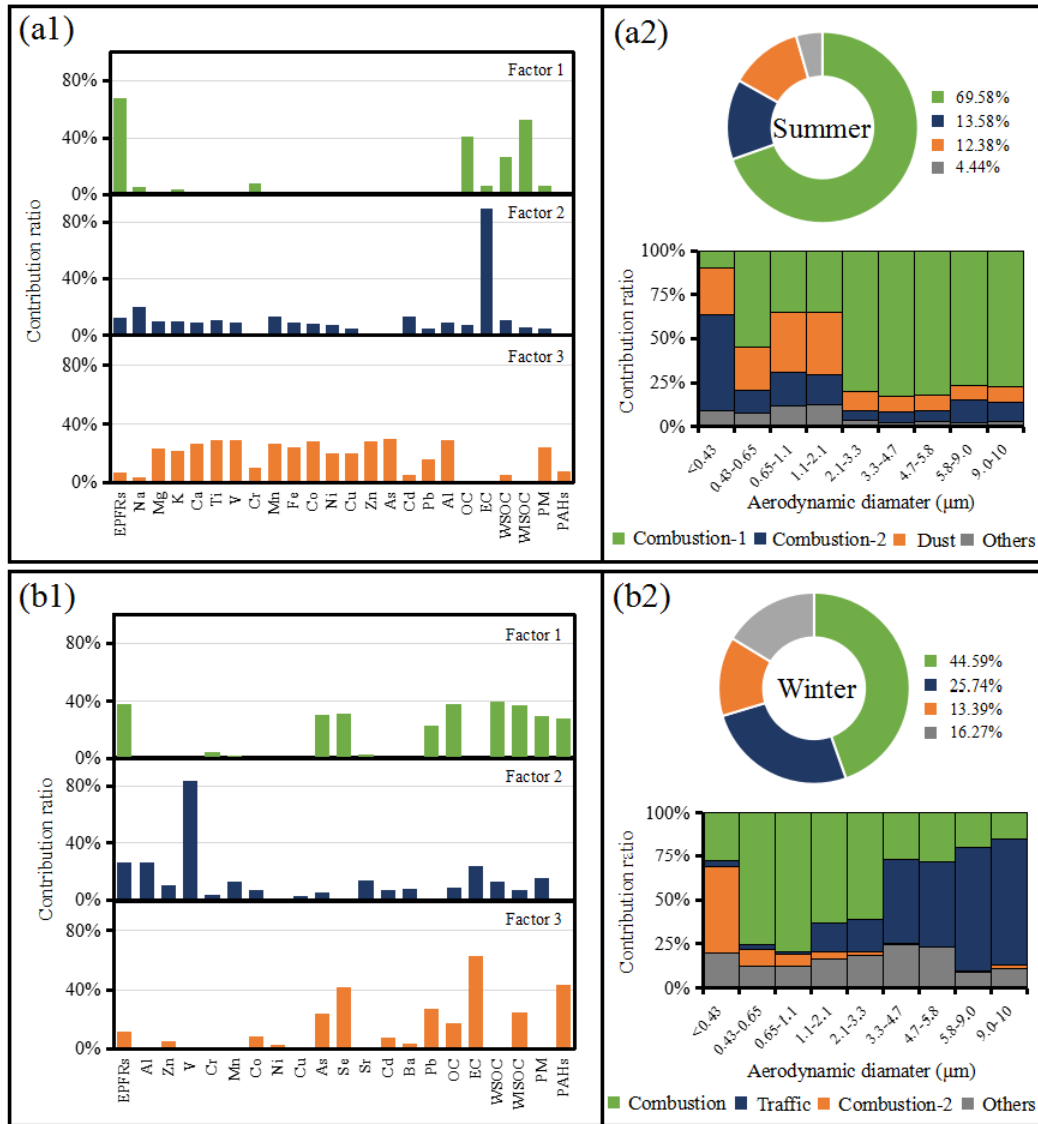 (a1)
Contribution ratio
80%
40%
0%
Factor 1
80%
40%
0%
Factor 2
80%
40%
0%
Factor 3
EPFRs Na Mg K Ca Ti V Cr Mn Fe Co Ni Cu Zn As Cd Pb Al OC EC WSOC WISOC PM PAHs
(a2)
Summer
69.58%
13.58%
12.38%
4.44%
Contribution ratio
100%
75%
50%
25%
0%
<0.43 0.43-0.65 0.65-1.1 1.1-2.1 2.1-3.3 3.3-4.7 4.7-5.8 5.8-9.0 9.0-10
Aerodynamic diamater (μm)
Combustion-1 Combustion-2 Dust Others
(b1)
Contribution ratio
80%
40%
0%
Factor 1
80%
40%
0%
Factor 2
80%
40%
0%
Factor 3
EPFRs Al Zn V Cr Mn Co Ni Cu As Se Sr Cd Ba Pb OC EC WSOC WISOC PM PAHs
(b2)
Winter
44.59%
25.74%
13.39%
16.27%
Contribution ratio
100%
75%
50%
25%
0%
<0.43 0.43-0.65 0.65-1.1 1.1-2.1 2.1-3.3 3.3-4.7 4.7-5.8 5.8-9.0 9.0-10
Aerodynamic diamater (μm)
Combustion Traffic Combustion-2 Others